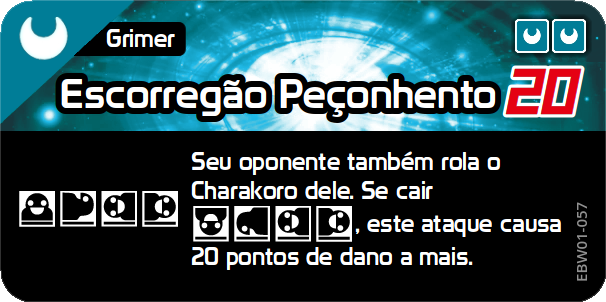 Grimer
Escorregão Peçonhento 20
Seu oponente também rola o
Charakoro dele. Se cair
, este ataque causa
20 pontos de dano a mais.
EBW01-057